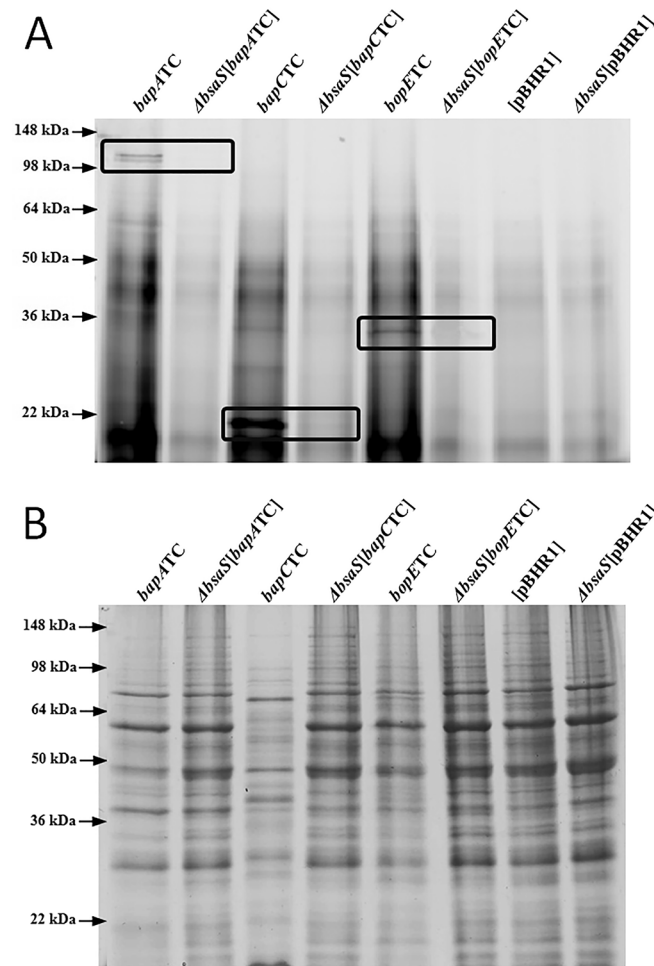 A
bapATC
ΔbsaS[bapATC]
bapCTC
ΔbsaS[bapCTC]
bopETC
ΔbsaS[bopETC]
[pBHR1]
ΔbsaS[pBHR1]
148 kDa
98 kDa
64 kDa
50 kDa
36 kDa
22 kDa
B
bapATC
ΔbsaS[bapATC]
bapCTC
ΔbsaS[bapCTC]
bopETC
ΔbsaS[bopETC]
[pBHR1]
ΔbsaS[pBHR1]
148 kDa
98 kDa
64 kDa
50 kDa
36 kDa
22 kDa